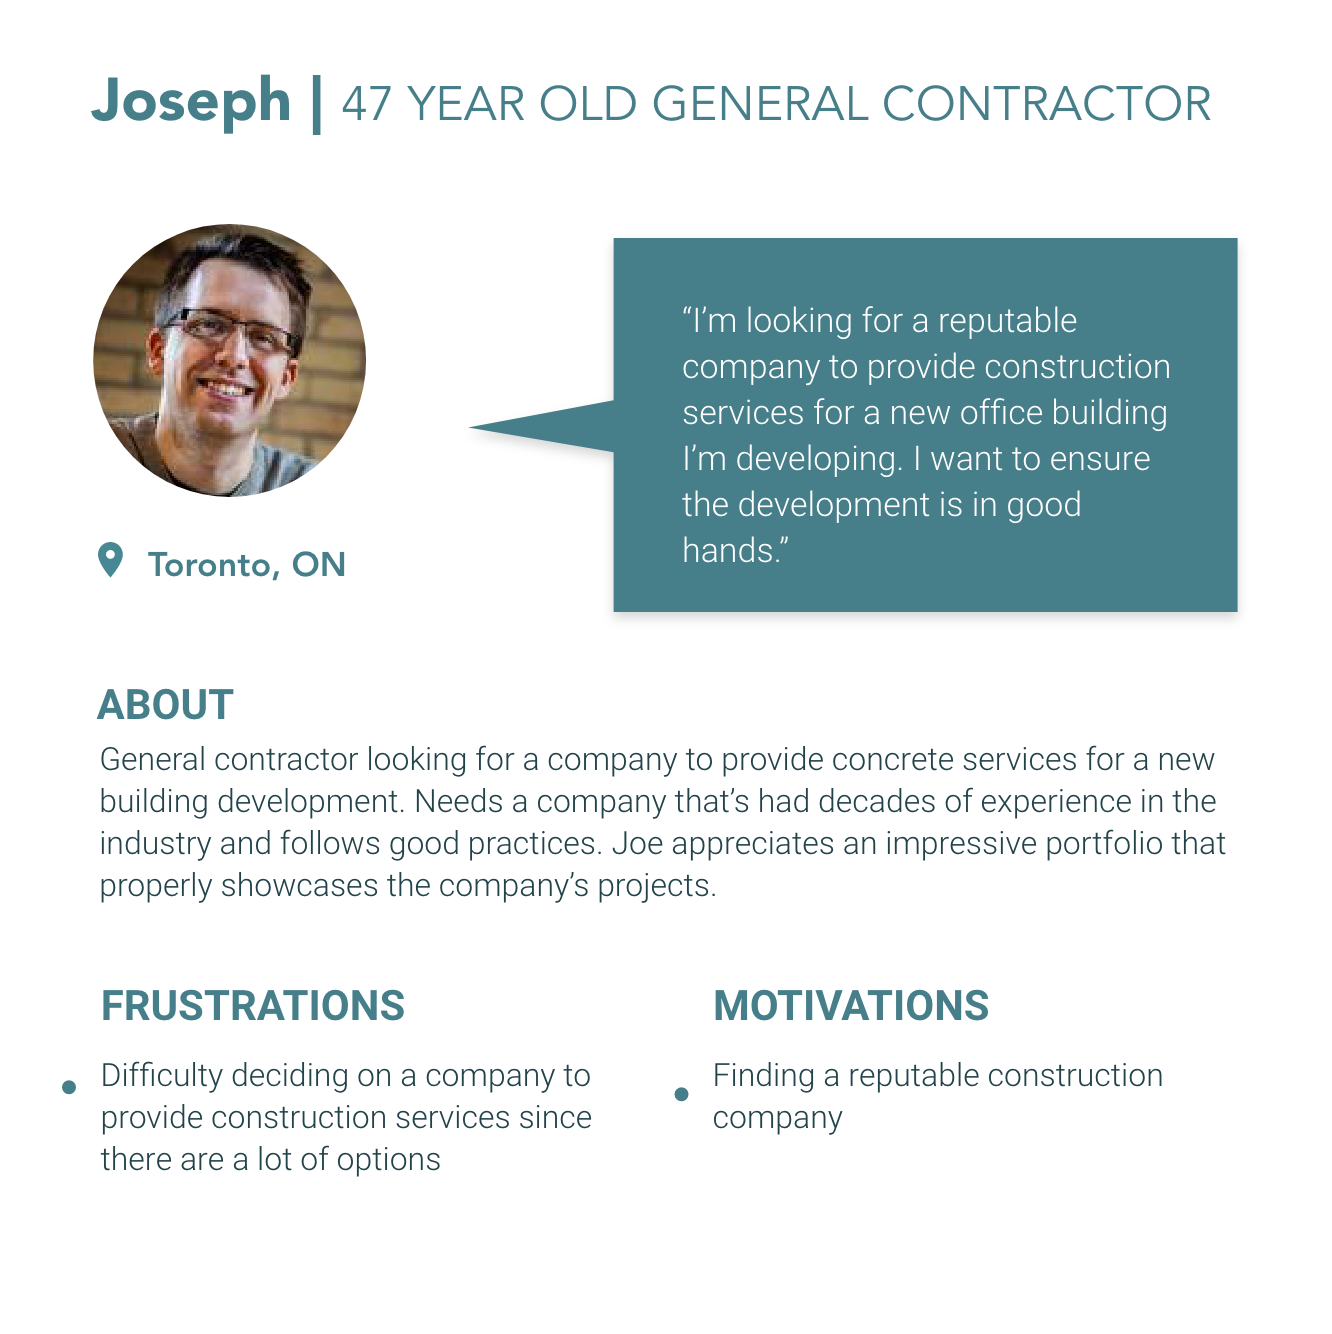 Joseph | 47 YEAR OLD GENERAL CONTRACTOR
“I’m looking for a reputable
company to provide construction
services for a new office building
I’m developing. I want to ensure
the development is in good
hands.”
Toronto, ON
ABOUT
General contractor looking for a company to provide concrete services for a new
building development. Needs a company that’s had decades of experience in the
industry and follows good practices. Joe appreciates an impressive portfolio that
properly showcases the company’s projects.
FRUSTRATIONS
Difficulty deciding on a company to
provide construction services since
there are a lot of options
MOTIVATIONS
Finding a reputable construction
company